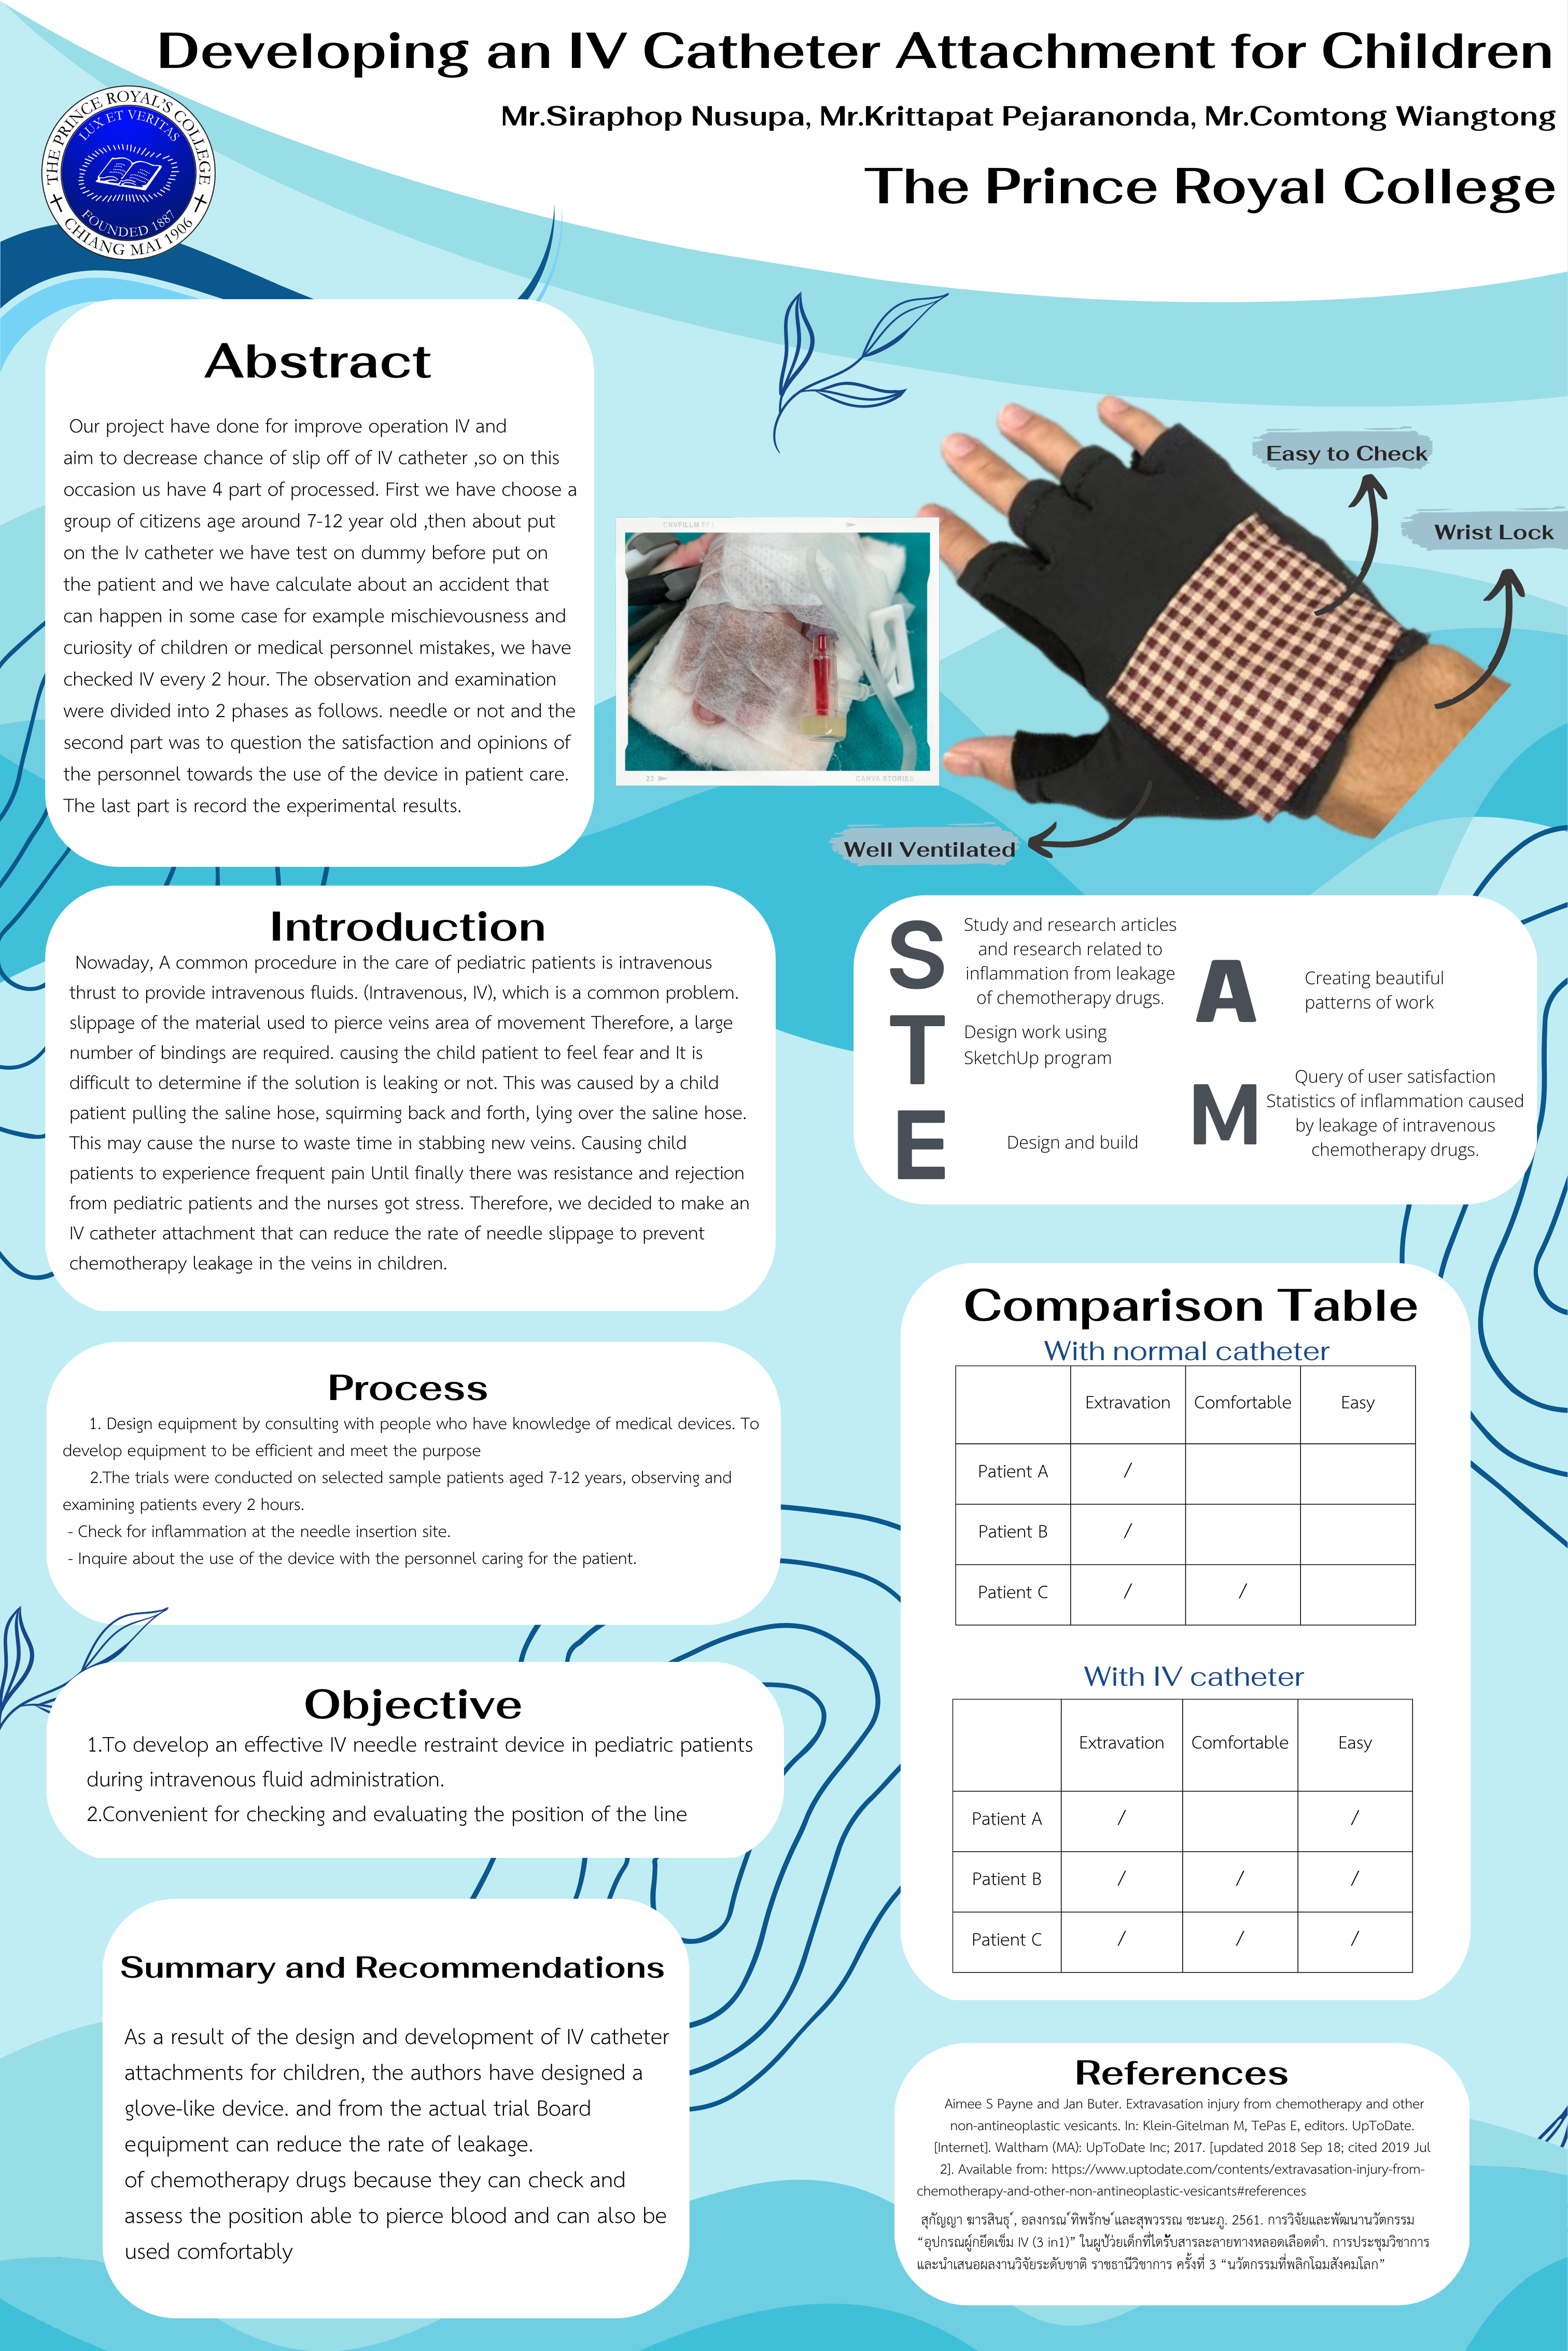 Developing an IV Catheter Attachment for Children
Mr.Siraphop Nusupa, Mr.Krittapat Pejaranonda, Mr.Comtong Wiangtong
The Prince Royal College
THE PRINCE ROYAL'S COLLEGE
LUX ET VERITAS
FOUNDED 1887
CHIANG MAI 1906
Abstract
Our project have done for improve operation IV and
aim to decrease chance of slip off of IV catheter ,so on this
occasion us have 4 part of processed. First we have choose a
group of citizens age around 7-12 year old ,then about put
on the Iv catheter we have test on dummy before put on
the patient and we have calculate about an accident that
can happen in some case for example mischievousness and
curiosity of children or medical personnel mistakes, we have
checked IV every 2 hour. The observation and examination
were divided into 2 phases as follows. needle or not and the
second part was to question the satisfaction and opinions of
the personnel towards the use of the device in patient care.
The last part is record the experimental results.
CNVFILLM FF1
23
CANVA STORIES
Easy to Check
Wrist Lock
Well Ventilated
Introduction
Nowaday, A common procedure in the care of pediatric patients is intravenous
thrust to provide intravenous fluids. (Intravenous, IV), which is a common problem.
slippage of the material used to pierce veins area of movement Therefore, a large
number of bindings are required. causing the child patient to feel fear and It is
difficult to determine if the solution is leaking or not. This was caused by a child
patient pulling the saline hose, squirming back and forth, lying over the saline hose.
This may cause the nurse to waste time in stabbing new veins. Causing child
patients to experience frequent pain Until finally there was resistance and rejection
from pediatric patients and the nurses got stress. Therefore, we decided to make an
IV catheter attachment that can reduce the rate of needle slippage to prevent
chemotherapy leakage in the veins in children.
S
Study and research articles
and research related to
inflammation from leakage
of chemotherapy drugs.
T
Design work using
SketchUp program
E
Design and build
A
Creating beautiful
patterns of work
M
Query of user satisfaction
Statistics of inflammation caused
by leakage of intravenous
chemotherapy drugs.
Process
1. Design equipment by consulting with people who have knowledge of medical devices. To
develop equipment to be efficient and meet the purpose
2.The trials were conducted on selected sample patients aged 7-12 years, observing and
examining patients every 2 hours.
- Check for inflammation at the needle insertion site.
- Inquire about the use of the device with the personnel caring for the patient.
Objective
1.To develop an effective IV needle restraint device in pediatric patients
during intravenous fluid administration.
2.Convenient for checking and evaluating the position of the line
Summary and Recommendations
As a result of the design and development of IV catheter
attachments for children, the authors have designed a
glove-like device. and from the actual trial Board
equipment can reduce the rate of leakage.
of chemotherapy drugs because they can check and
assess the position able to pierce blood and can also be
used comfortably
Comparison Table
With normal catheter
Extravation Comfortable Easy
Patient A /
Patient B /
Patient C / /
With IV catheter
Extravation Comfortable Easy
Patient A / /
Patient B / / /
Patient C / / /
References
Aimee S Payne and Jan Buter. Extravasation injury from chemotherapy and other
non-antineoplastic vesicants. In: Klein-Gitelman M, TePas E, editors. UpToDate.
[Internet]. Waltham (MA): UpToDate Inc; 2017. [updated 2018 Sep 18; cited 2019 Jul
2]. Available from: https://www.uptodate.com/contents/extravasation-injury-from-
chemotherapy-and-other-non-antineoplastic-vesicants#references
สุกัญญา ฆารสินธุ์ , อลงกรณ์ ทิพรักษ์ และสุพวรรณ ชะนะภู. 2561. การวิจัยและพัฒนานวัตกรรม
“อุปกรณผู้กยึดเข็ม IV (3 in1)” ในผูป้วยเด็กที่ไดรับสารละลายทางหลอดเลือดดำ. การประชุมวิชาการ
และนำเสนอผลงานวิจัยระดับชาติ ราชธานีวิชาการ ครั้งที่ 3 “นวัตกรรมที่พลิกโฉมสังคมโลก”